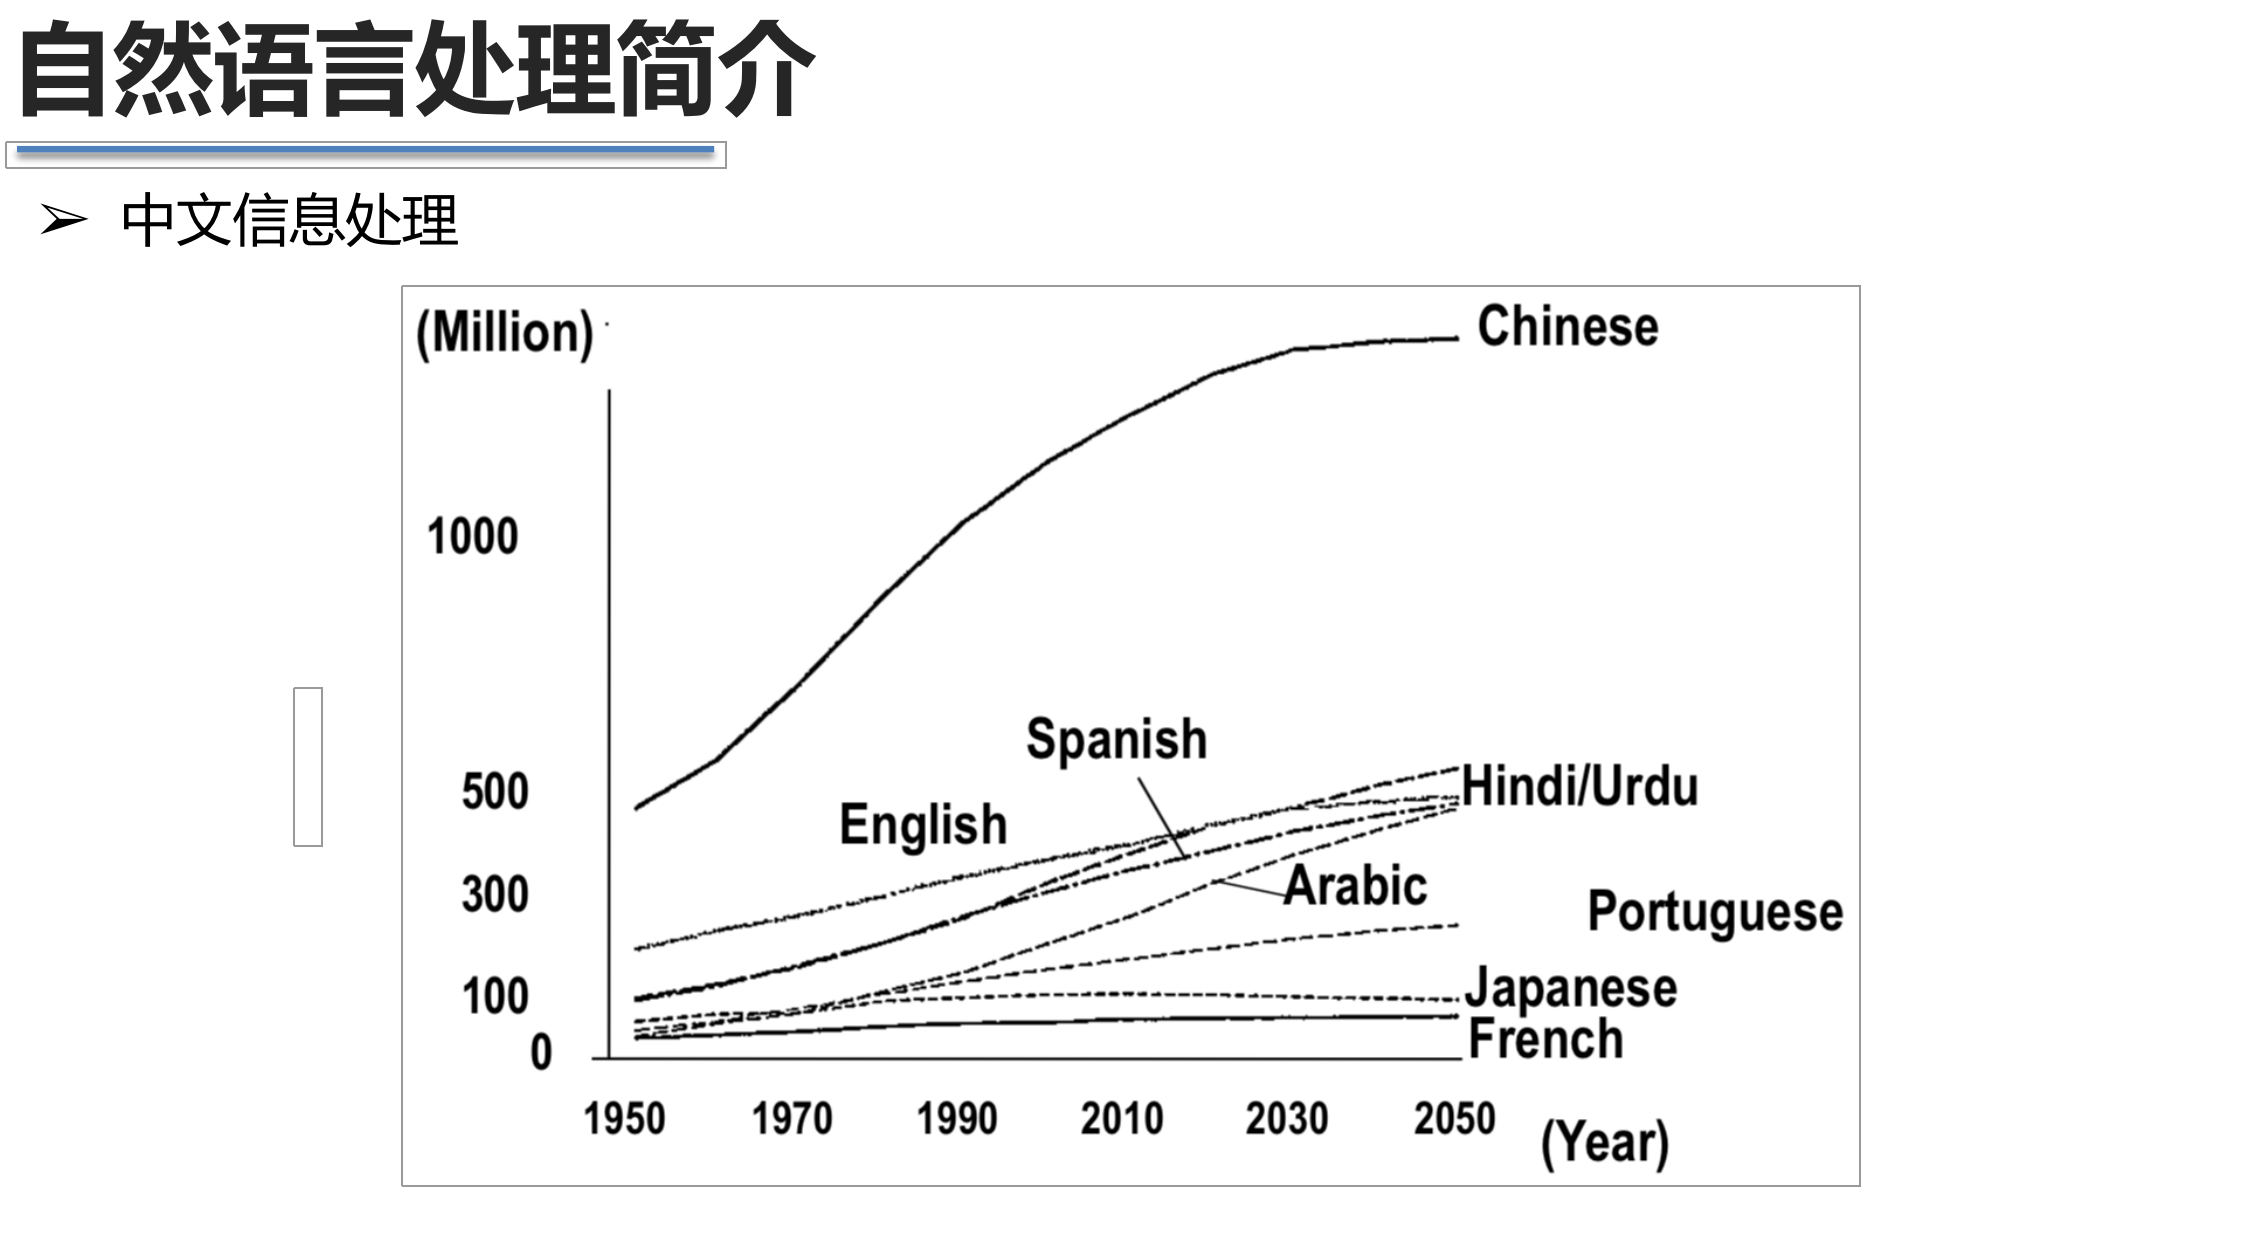 自然语言处理简介
➢ 中文信息处理
(Million)
Chinese
1000
Spanish
500
Hindi/Urdu
English
300
Arabic
Portuguese
100
Japanese
French
0
1950 1970 1990 2010 2030 2050
(Year)